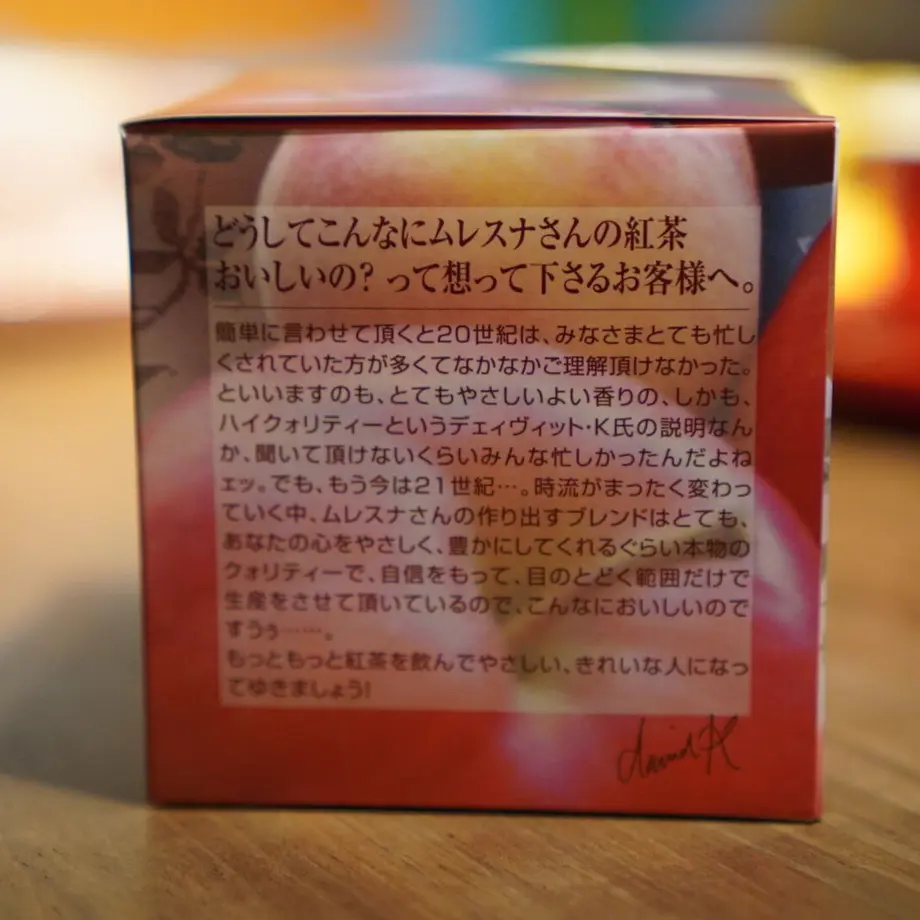 どうしてこんなにムレスナさんの紅茶
おいしいの? って想って下さるお客様へ。
簡単に言わせて頂くと20世紀は、みなさまとても忙し
くされていた方が多くてなかなかご理解頂けなかった。
といいますのも、とてもやさしいよい香りの、しかも、
ハイクォリティーというデェィヴィット・K氏の説明なん
か、聞いて頂けないくらいみんな忙しかったんだよね
ェッ。でも、もう今は21世紀…。時流がまったく変わっ
ていく中、ムレスナさんの作り出すブレンドはとても、
あなたの心をやさしく、豊かにしてくれるぐらい本物の
クォリティーで、自信をもって、目のとどく範囲だけで
生産をさせて頂いているので、こんなにおいしいので
すうぅ……。
もっともっと紅茶を飲んでやさしい、きれいな人になっ
てゆきましょう!
david K